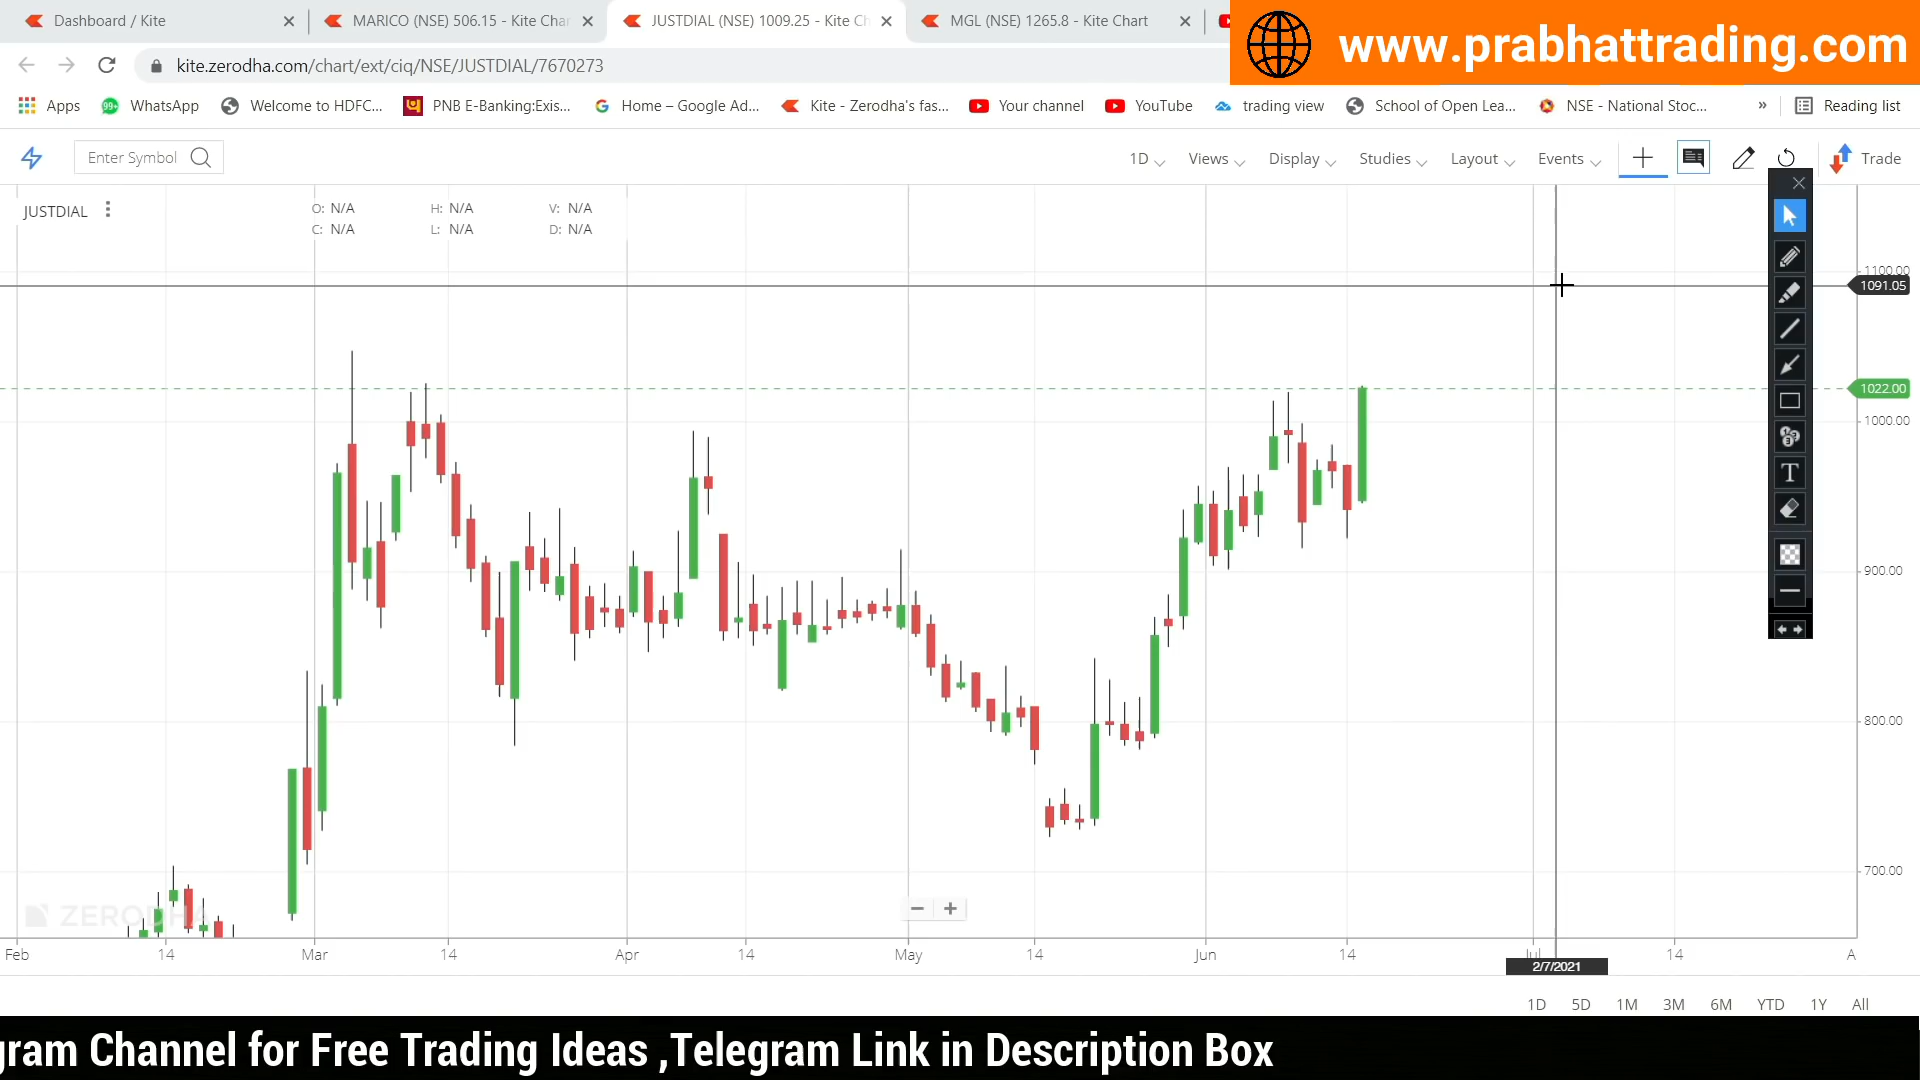 Dashboard / Kite
MARICO (NSE) 506.15 - Kite Char
JUSTDIAL (NSE) 1009.25 - Kite Ch
MGL (NSE) 1265.8 - Kite Chart
www.prabhattrading.com
kite.zerodha.com/chart/ext/ciq/NSE/JUSTDIAL/7670273
Apps
99+
WhatsApp
Welcome to HDFC...
PNB E-Banking:Exis...
Home – Google Ad...
Kite - Zerodha's fas...
Your channel
YouTube
trading view
School of Open Lea...
NSE - National Stoc...
»
Reading list
Enter Symbol
1D
Views
Display
Studies
Layout
Events
Trade
JUSTDIAL
O: N/A H: N/A V: N/A
C: N/A L: N/A D: N/A
1100.00
1091.05
1022.00
1000.00
900.00
800.00
700.00
T
ZERODHA
Feb 14 Mar 14 Apr 14 May 14 Jun 14 Jul 14 A
2/7/2021
1D 5D 1M 3M 6M YTD 1Y All
gram Channel for Free Trading Ideas ,Telegram Link in Description Box